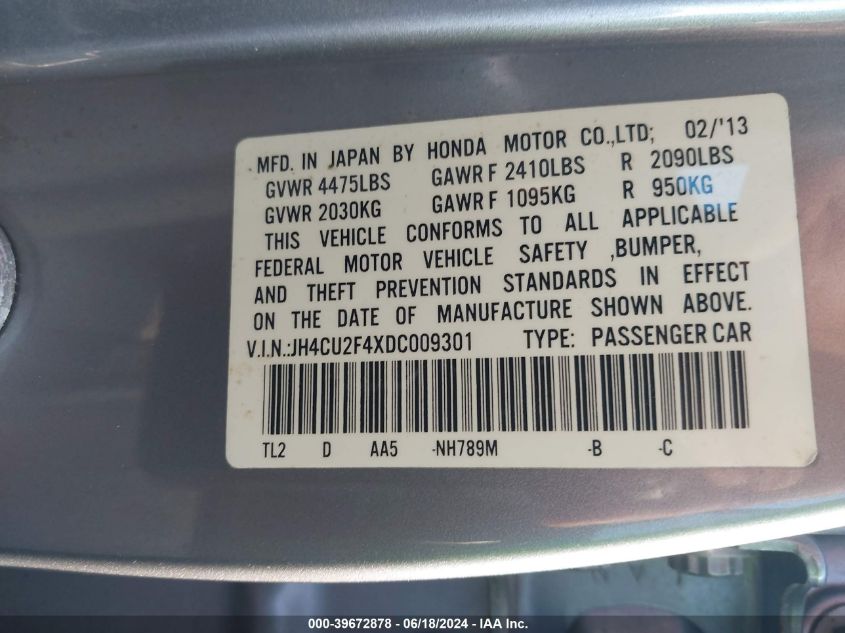 MFD. IN JAPAN BY HONDA MOTOR CO.,LTD; 02/'13
GVWR 4475LBS GAWR F 2410LBS R 2090LBS
GVWR 2030KG GAWR F 1095KG R 950KG
THIS VEHICLE CONFORMS TO ALL APPLICABLE
FEDERAL MOTOR VEHICLE SAFETY ,BUMPER,
AND THEFT PREVENTION STANDARDS IN EFFECT
ON THE DATE OF MANUFACTURE SHOWN ABOVE.
V.I.N.:JH4CU2F4XDC009301 TYPE: PASSENGER CAR
TL2 D AA5 -NH789M -B -C
000-39672878 - 06/18/2024 - IAA Inc.